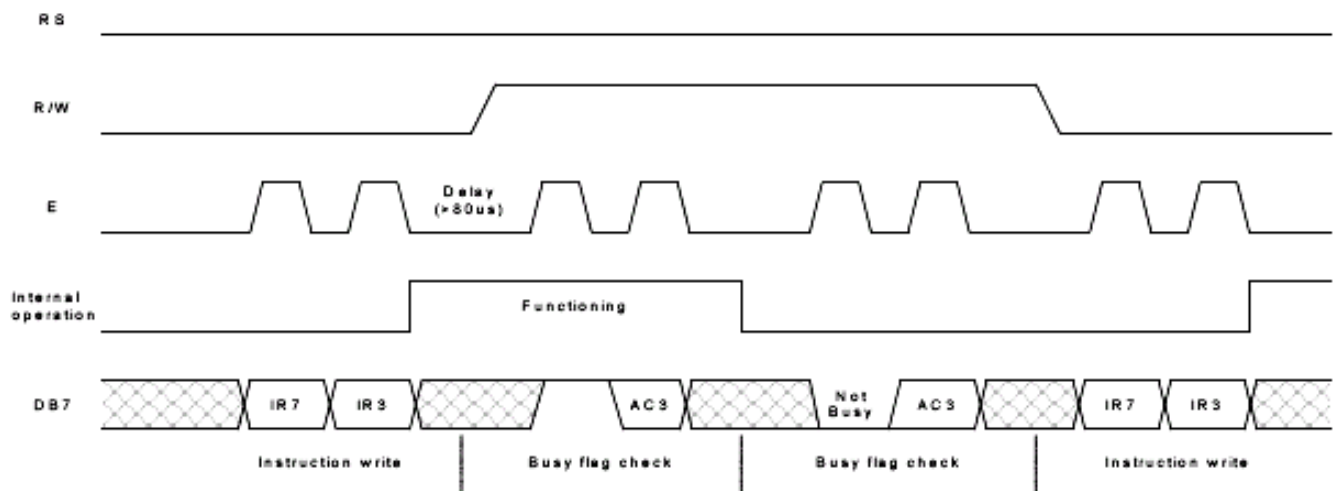 RS
R/W
E
Delay
(>80us)
Internal
operation
Functioning
DB7
IR7
IR3
AC3
Not
Busy
AC3
IR7
IR3
Instruction write
Busy flag check
Busy flag check
Instruction write